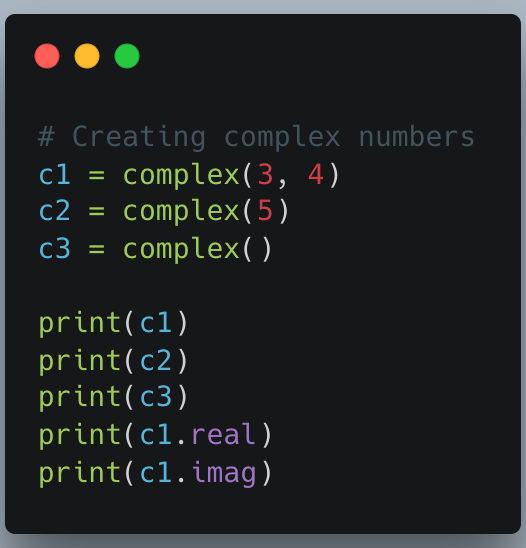 # Creating complex numbers
c1 = complex(3, 4)
c2 = complex(5)
c3 = complex()
print(c1)
print(c2)
print(c3)
print(c1.real)
print(c1.imag)